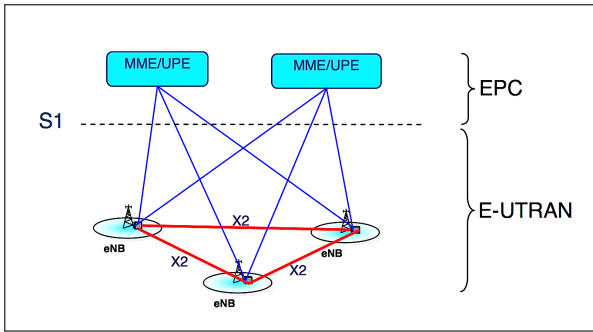 MME/UPE
MME/UPE
EPC
S1
E-UTRAN
X2
eNB
eNB
X2
X2
eNB